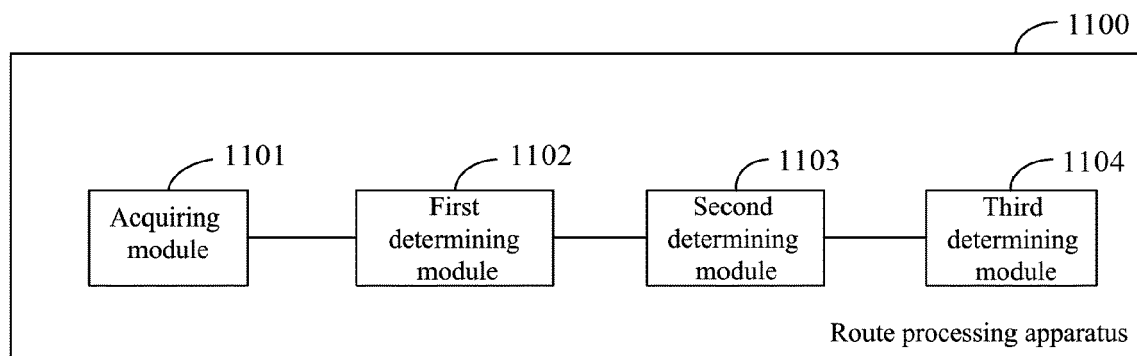 1100
1101
1102
1103
1104
Acquiring
module
First
determining
module
Second
determining
module
Third
determining
module
Route processing apparatus